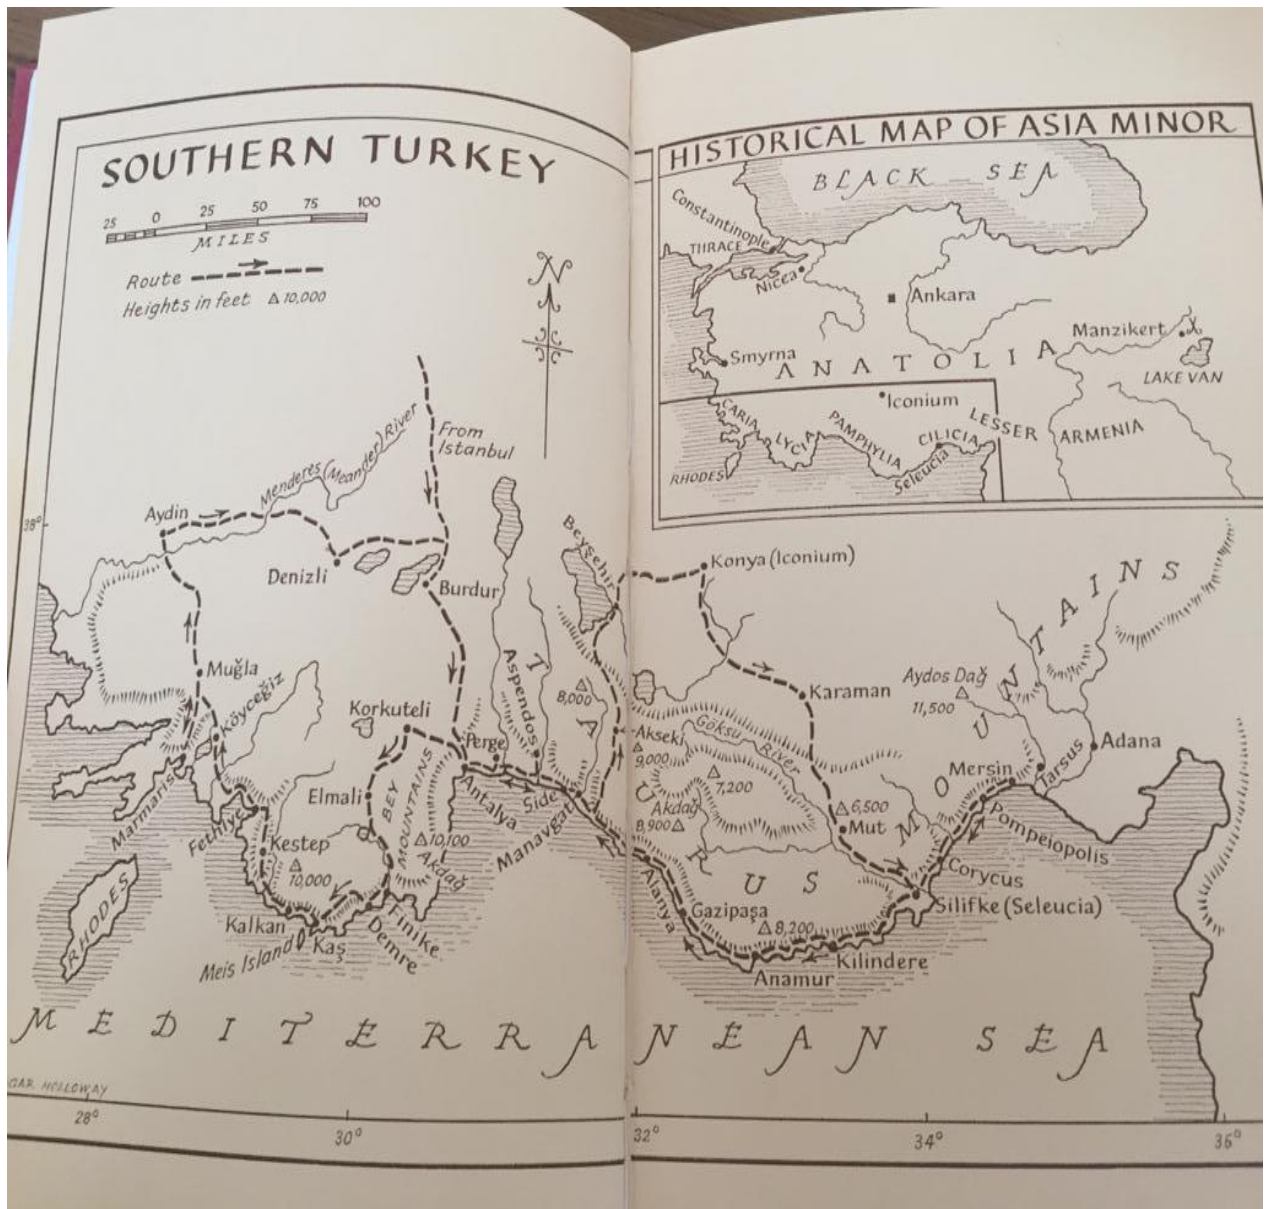 SOUTHERN TURKEY
25 0 25 50 75 100
MILES
Route
Heights in feet △ 10,000
N
From
Istanbul
Menderes (Meander) River
38°
Aydin
Denizli
Burdur
Beyşehir
Muğla
Köyceğiz
Korkuteli
Aspendos
Perge
△
8,000
Marmaris
Fethiye
Elmali
BEY
MOUNTAINS
Antalya
Side
Manavgat
Kestep
△
10,000
△ 10,100
Akdağ
RHODES
Kalkan
Meis Island
Kaş
Demre
Finike
HISTORICAL MAP OF ASIA MINOR
BLACK SEA
Constantinople
THRACE
Nicea
Ankara
Manzikert
Smyrna
ANATOLIA
LAKE VAN
Iconium
CARIA
LYCIA
PAMPHYLIA
CILICIA
LESSER ARMENIA
RHODES
Seleucia
Konya (Iconium)
TAURUS MOUNTAINS
Karaman
Aydos Dağ
△
11,500
Göksu River
Akseki
△
9,000
△
7,200
Akdağ
8,900 △
△ 6,500
Mut
Mersin
Tarsus
Adana
Pompeiopolis
Corycus
Silifke (Seleucia)
Alanya
Gazipaşa
△ 8,200
Kilindere
Anamur
MEDITERRANEAN SEA
GAR HOLLOWAY
28° 30° 32° 34° 36°